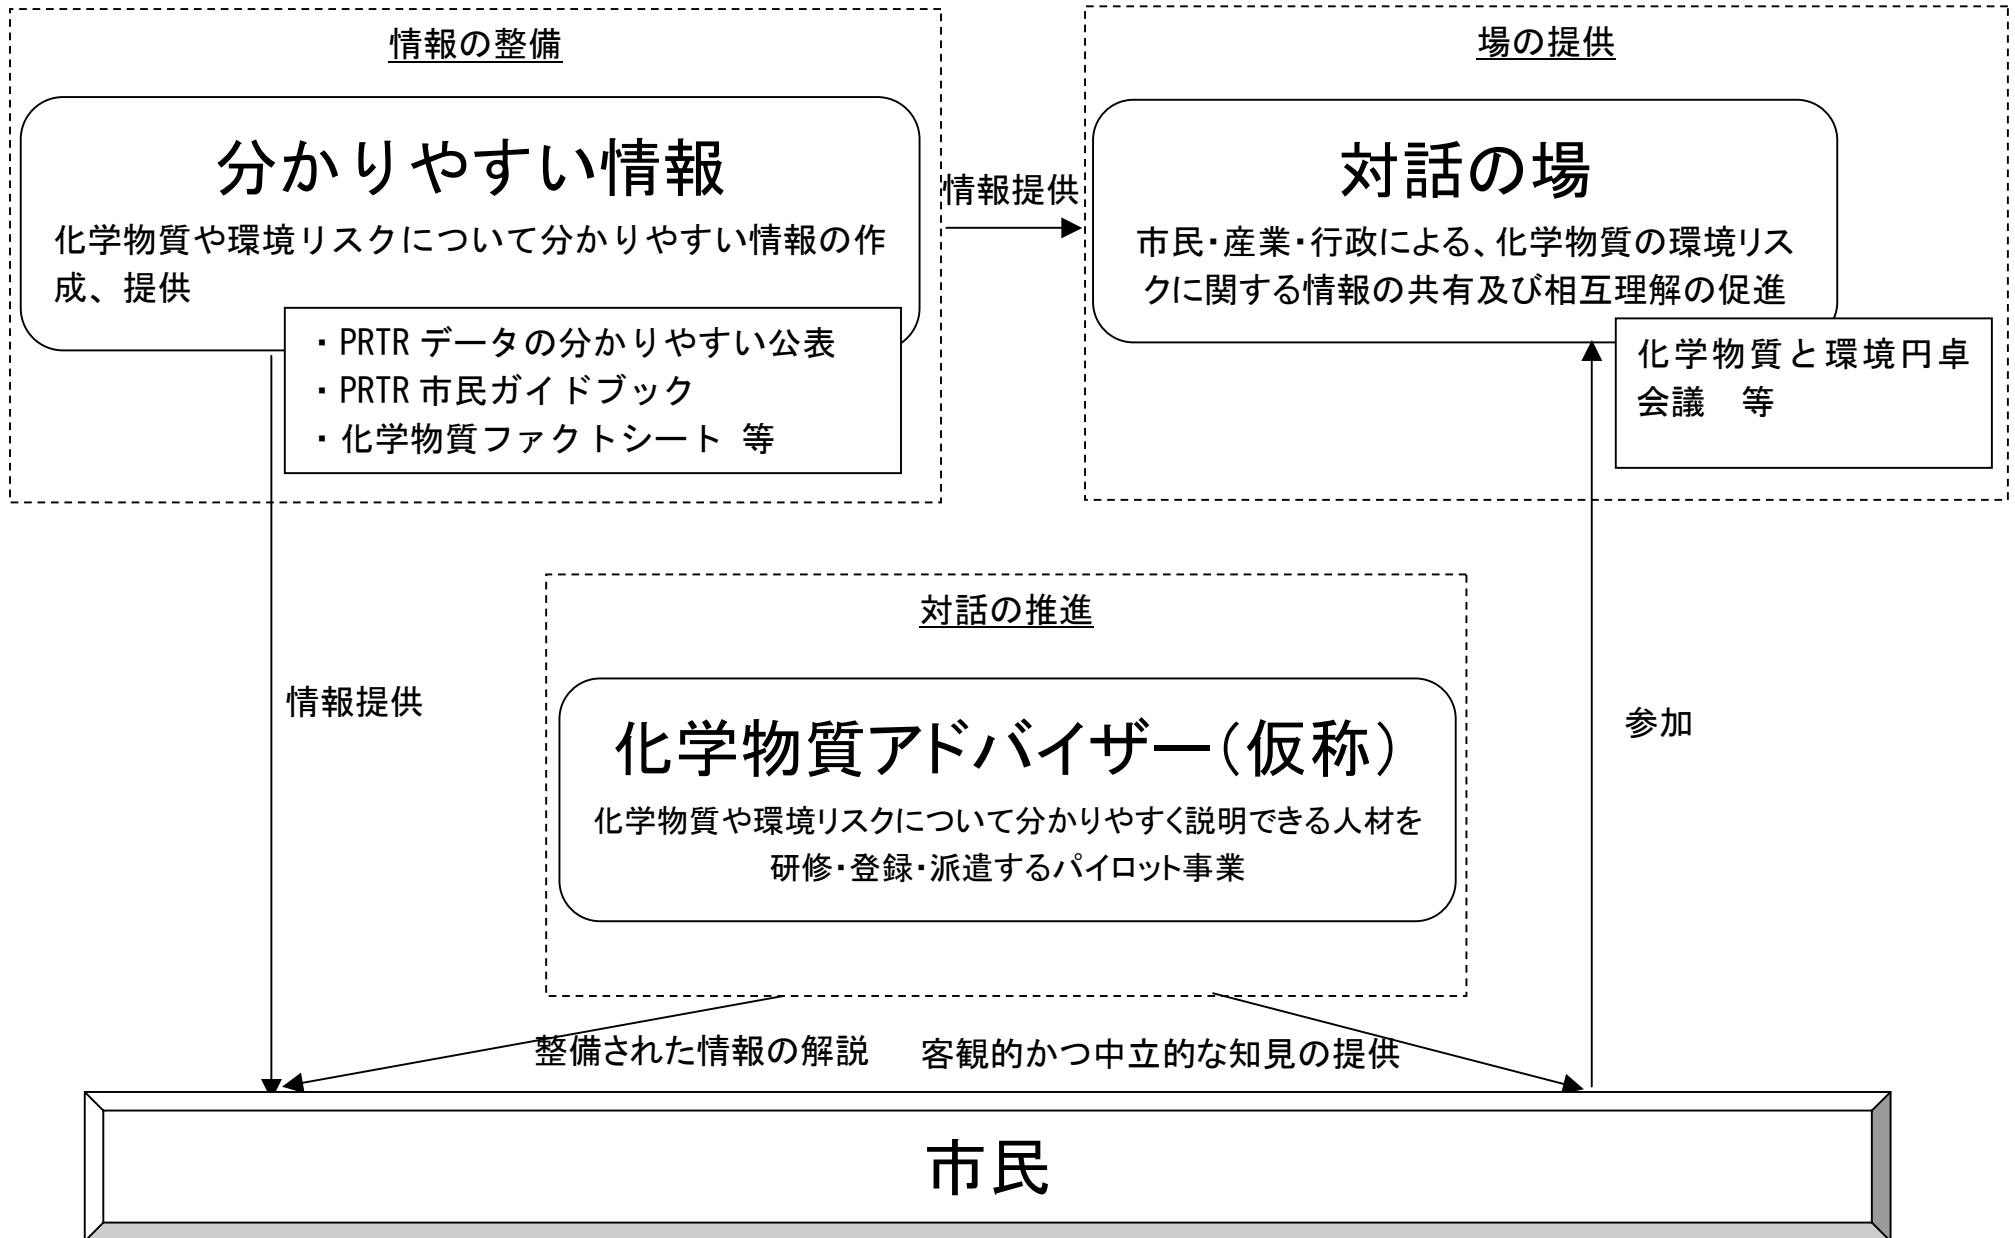 情報の整備
分かりやすい情報
化学物質や環境リスクについて分かりやすい情報の作
成、提供
・PRTR データの分かりやすい公表
・PRTR 市民ガイドブック
・化学物質ファクトシート 等
情報提供
場の提供
対話の場
市民・産業・行政による、化学物質の環境リス
クに関する情報の共有及び相互理解の促進
化学物質と環境円卓
会議　等
対話の推進
化学物質アドバイザー(仮称)
化学物質や環境リスクについて分かりやすく説明できる人材を
研修・登録・派遣するパイロット事業
情報提供
参加
整備された情報の解説
客観的かつ中立的な知見の提供
市民